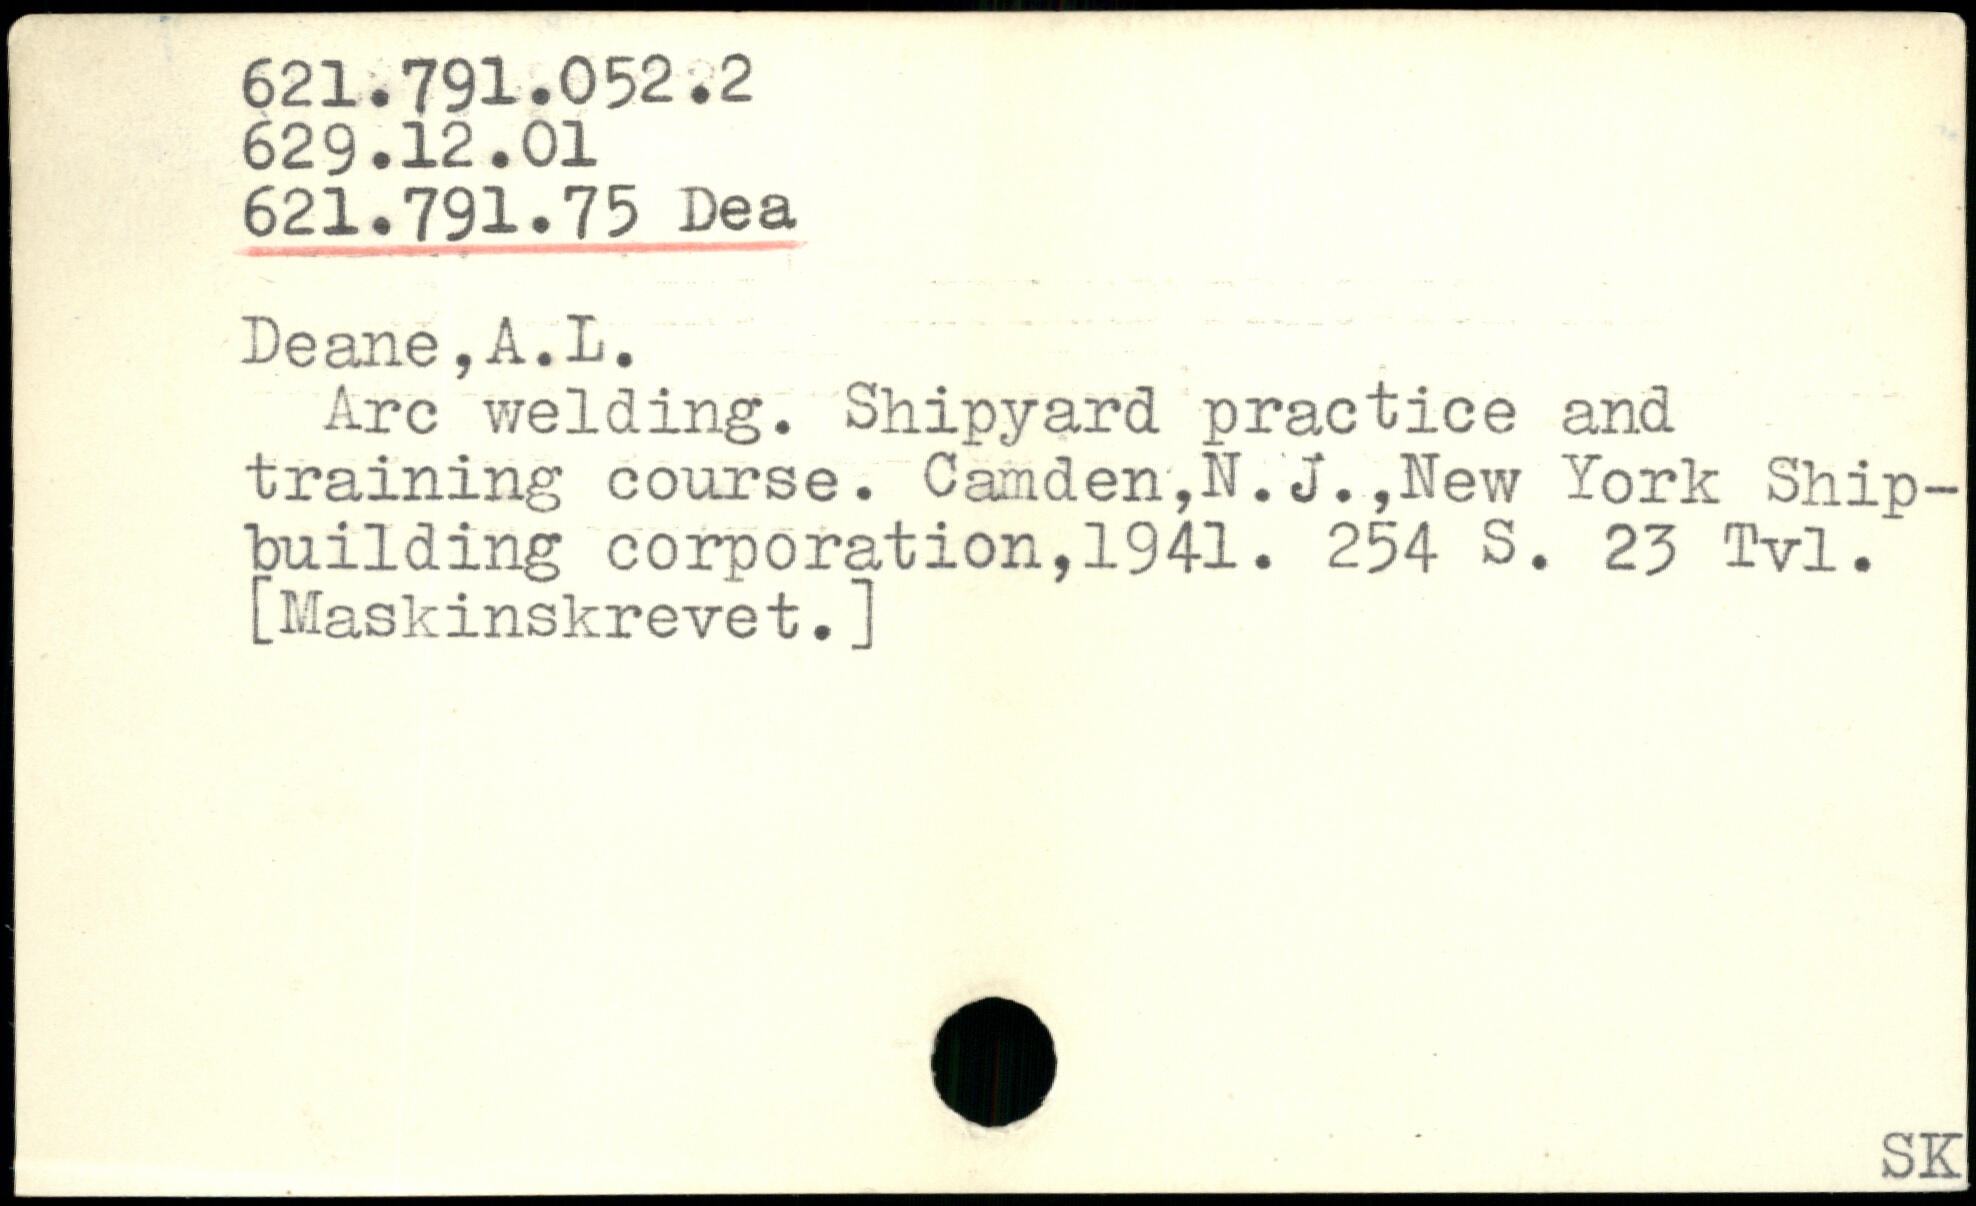 621.791.052.2
629.12.01
621.791.75 Dea
Deane,A.L.
Arc welding. Shipyard practice and
training course. Camden,N.J.,New York Ship-
building corporation,1941. 254 S. 23 Tvl.
[Maskinskrevet.]
SK